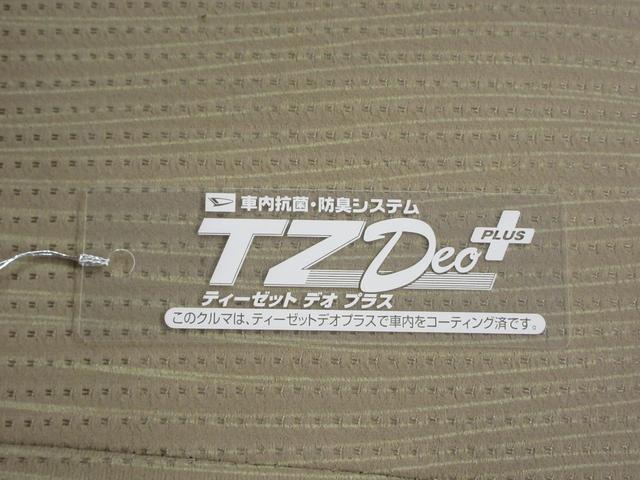 車内抗菌・防臭システム
TZDeo PLUS
ティーゼット デオ プラス
このクルマは、ティーゼットデオプラスで車内をコーティング済です。